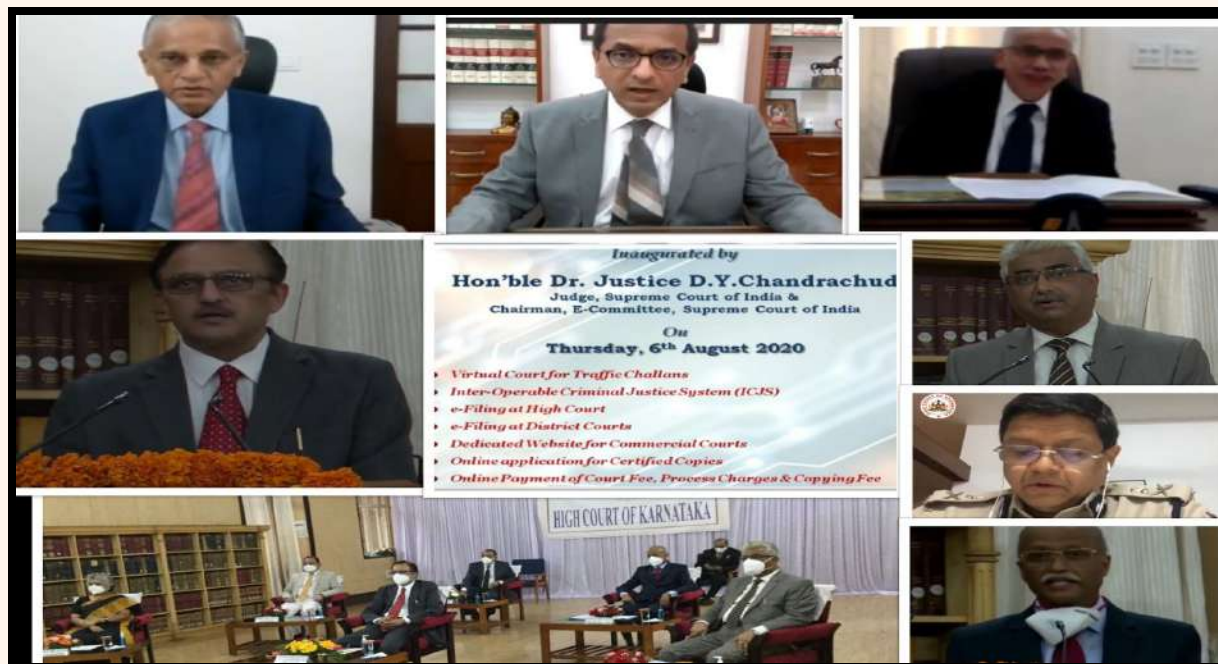 Inaugurated by
Hon'ble Dr. Justice D.Y.Chandrachud
Judge, Supreme Court of India &
Chairman, E-Committee, Supreme Court of India
On
Thursday, 6th August 2020
Virtual Court for Traffic Challans
Inter-Operable Criminal Justice System (ICJS)
e-Filing at High Court
e-Filing at District Courts
Dedicated Website for Commercial Courts
Online application for Certified Copies
Online Payment of Court Fee, Process Charges & Copying Fee
HIGH COURT OF KARNATAKA